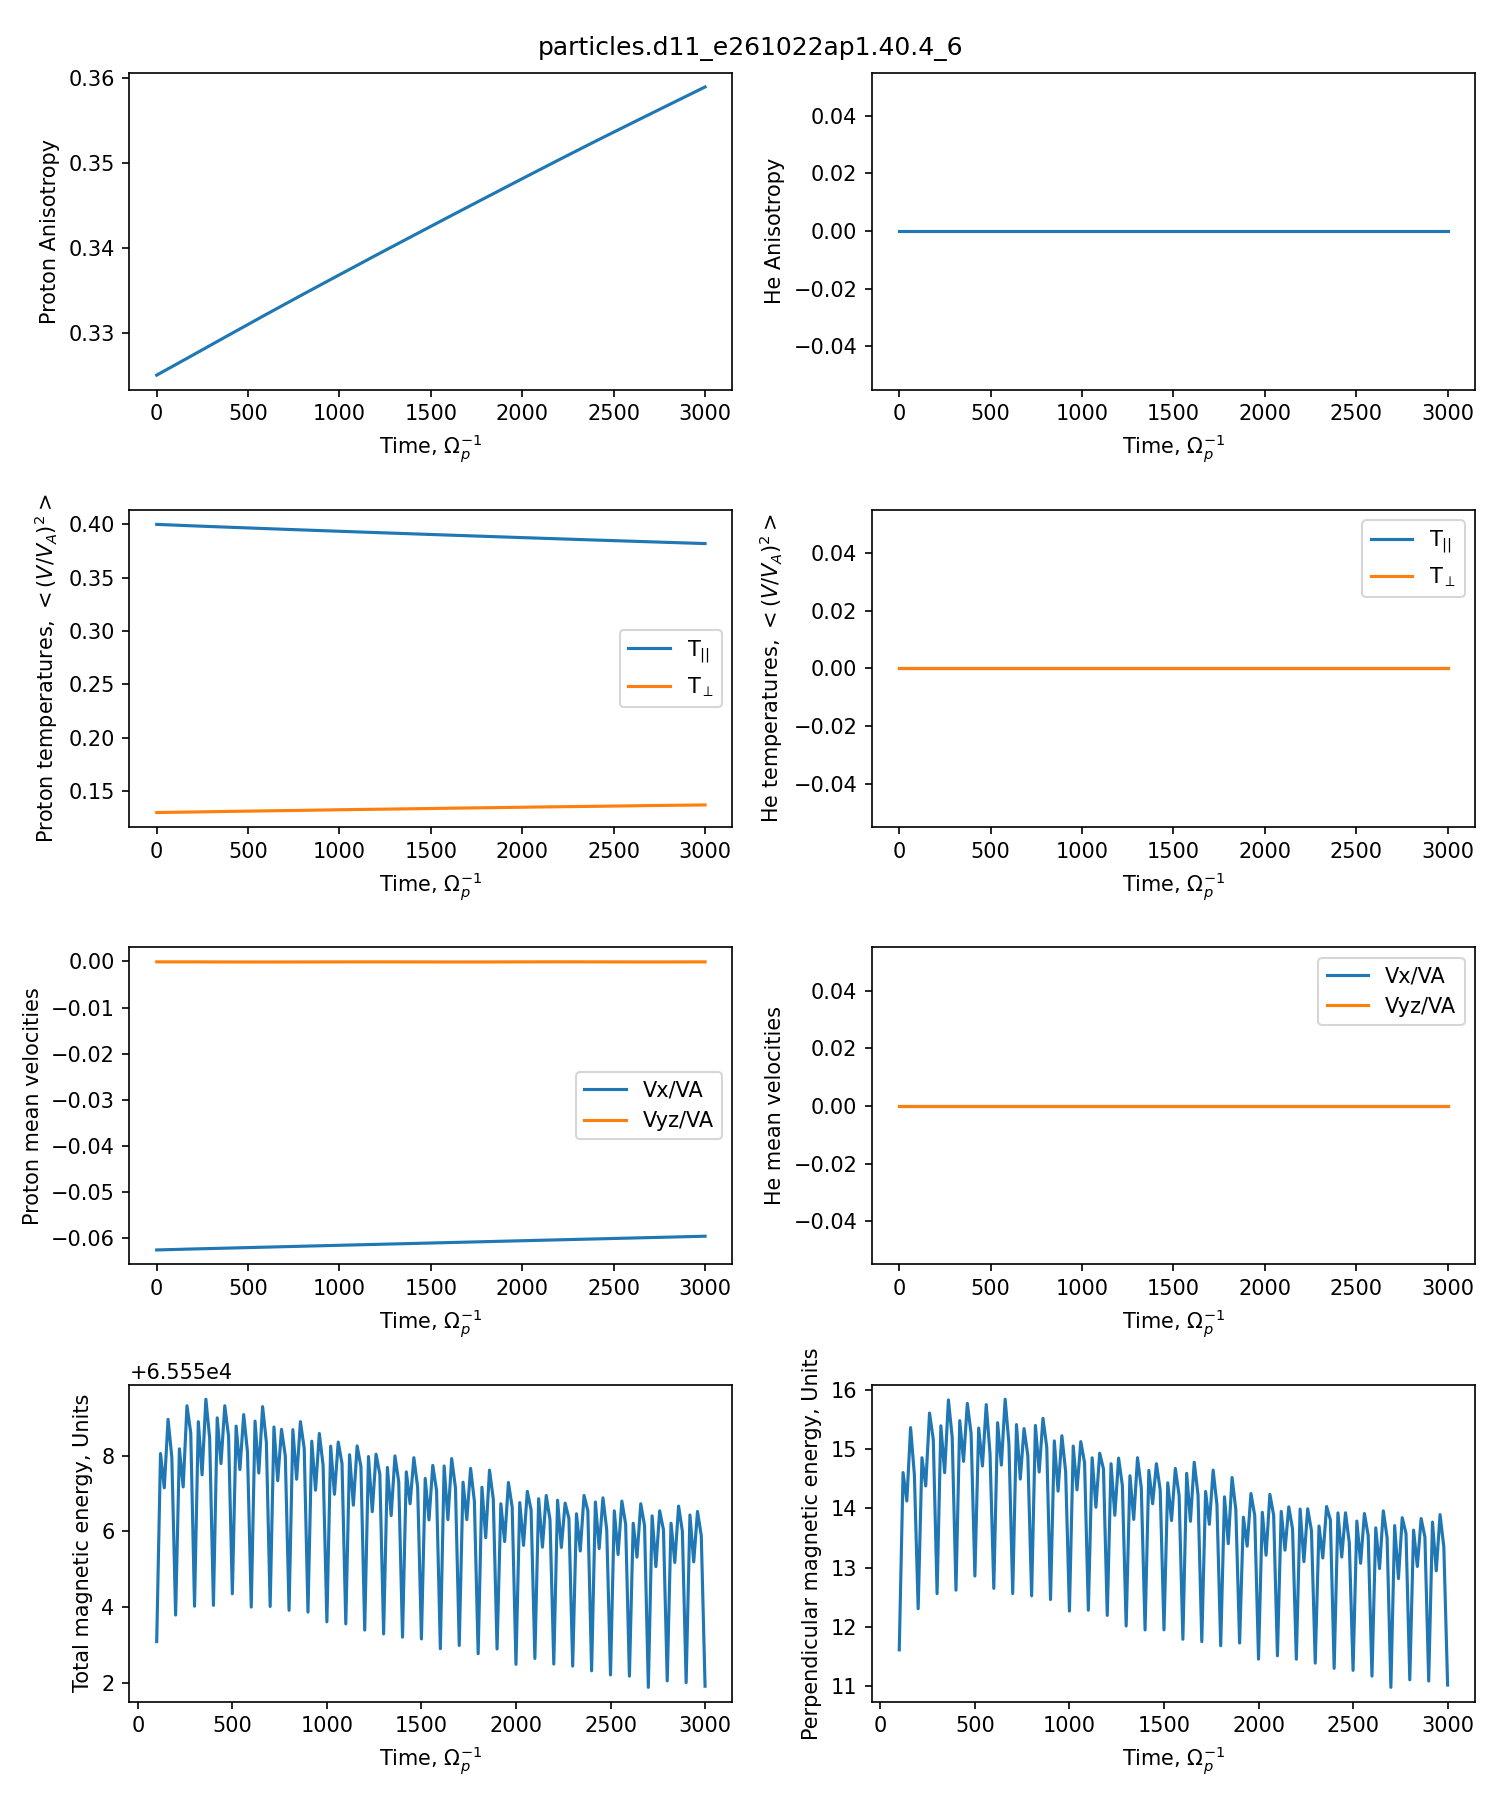 particles.d11_e261022ap1.40.4_6
0.36
0.35
0.34
0.33
Proton Anisotropy
0 500 1000 1500 2000 2500 3000
Time, Ω_p^{-1}
0.04
0.02
0.00
−0.02
−0.04
He Anisotropy
0 500 1000 1500 2000 2500 3000
Time, Ω_p^{-1}
0.40
0.35
0.30
0.25
0.20
0.15
Proton temperatures, < (V/V_A)^2 >
T_{||}
T_⊥
0 500 1000 1500 2000 2500 3000
Time, Ω_p^{-1}
0.04
0.02
0.00
−0.02
−0.04
He temperatures, < (V/V_A)^2 >
T_{||}
T_⊥
0 500 1000 1500 2000 2500 3000
Time, Ω_p^{-1}
0.00
−0.01
−0.02
−0.03
−0.04
−0.05
−0.06
Proton mean velocities
Vx/VA
Vyz/VA
0 500 1000 1500 2000 2500 3000
Time, Ω_p^{-1}
0.04
0.02
0.00
−0.02
−0.04
He mean velocities
Vx/VA
Vyz/VA
0 500 1000 1500 2000 2500 3000
Time, Ω_p^{-1}
+6.555e4
8
6
4
2
Total magnetic energy, Units
0 500 1000 1500 2000 2500 3000
Time, Ω_p^{-1}
16
15
14
13
12
11
Perpendicular magnetic energy, Units
0 500 1000 1500 2000 2500 3000
Time, Ω_p^{-1}